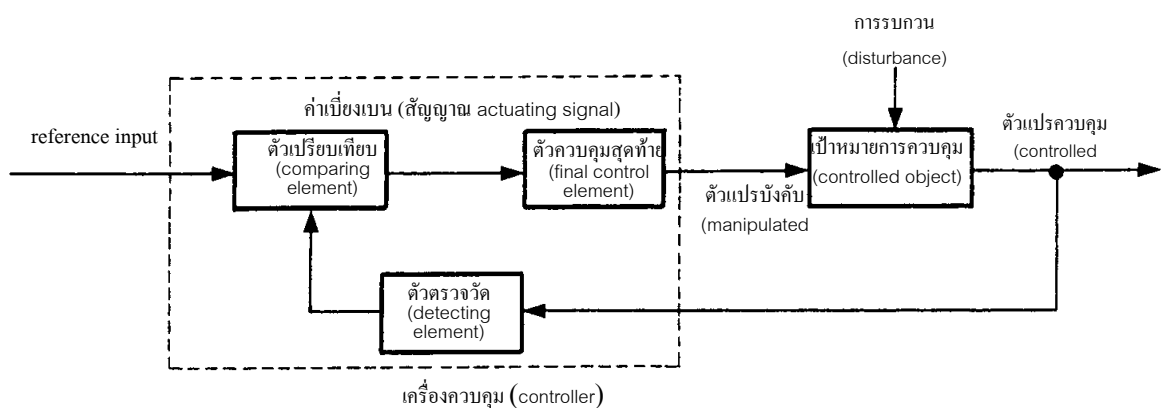 การรบกวน
(disturbance)
ค่าเบี่ยงเบน (สัญญาณ actuating signal)
reference input
ตัวเปรียบเทียบ
(comparing
element)
ตัวควบคุมสุดท้าย
(final control
element)
เป้าหมายการควบคุม
(controlled object)
ตัวแปรควบคุม
(controlled
ตัวแปรบังคับ
(manipulated
ตัวตรวจวัด
(detecting
element)
เครื่องควบคุม (controller)